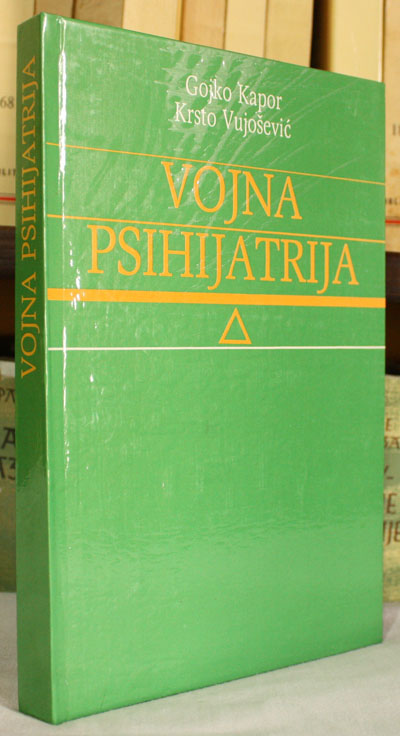 Gojko Kapor
Krsto Vujošević
VOJNA
PSIHIJATRIJA
VOJNA PSIHIJATRIJA